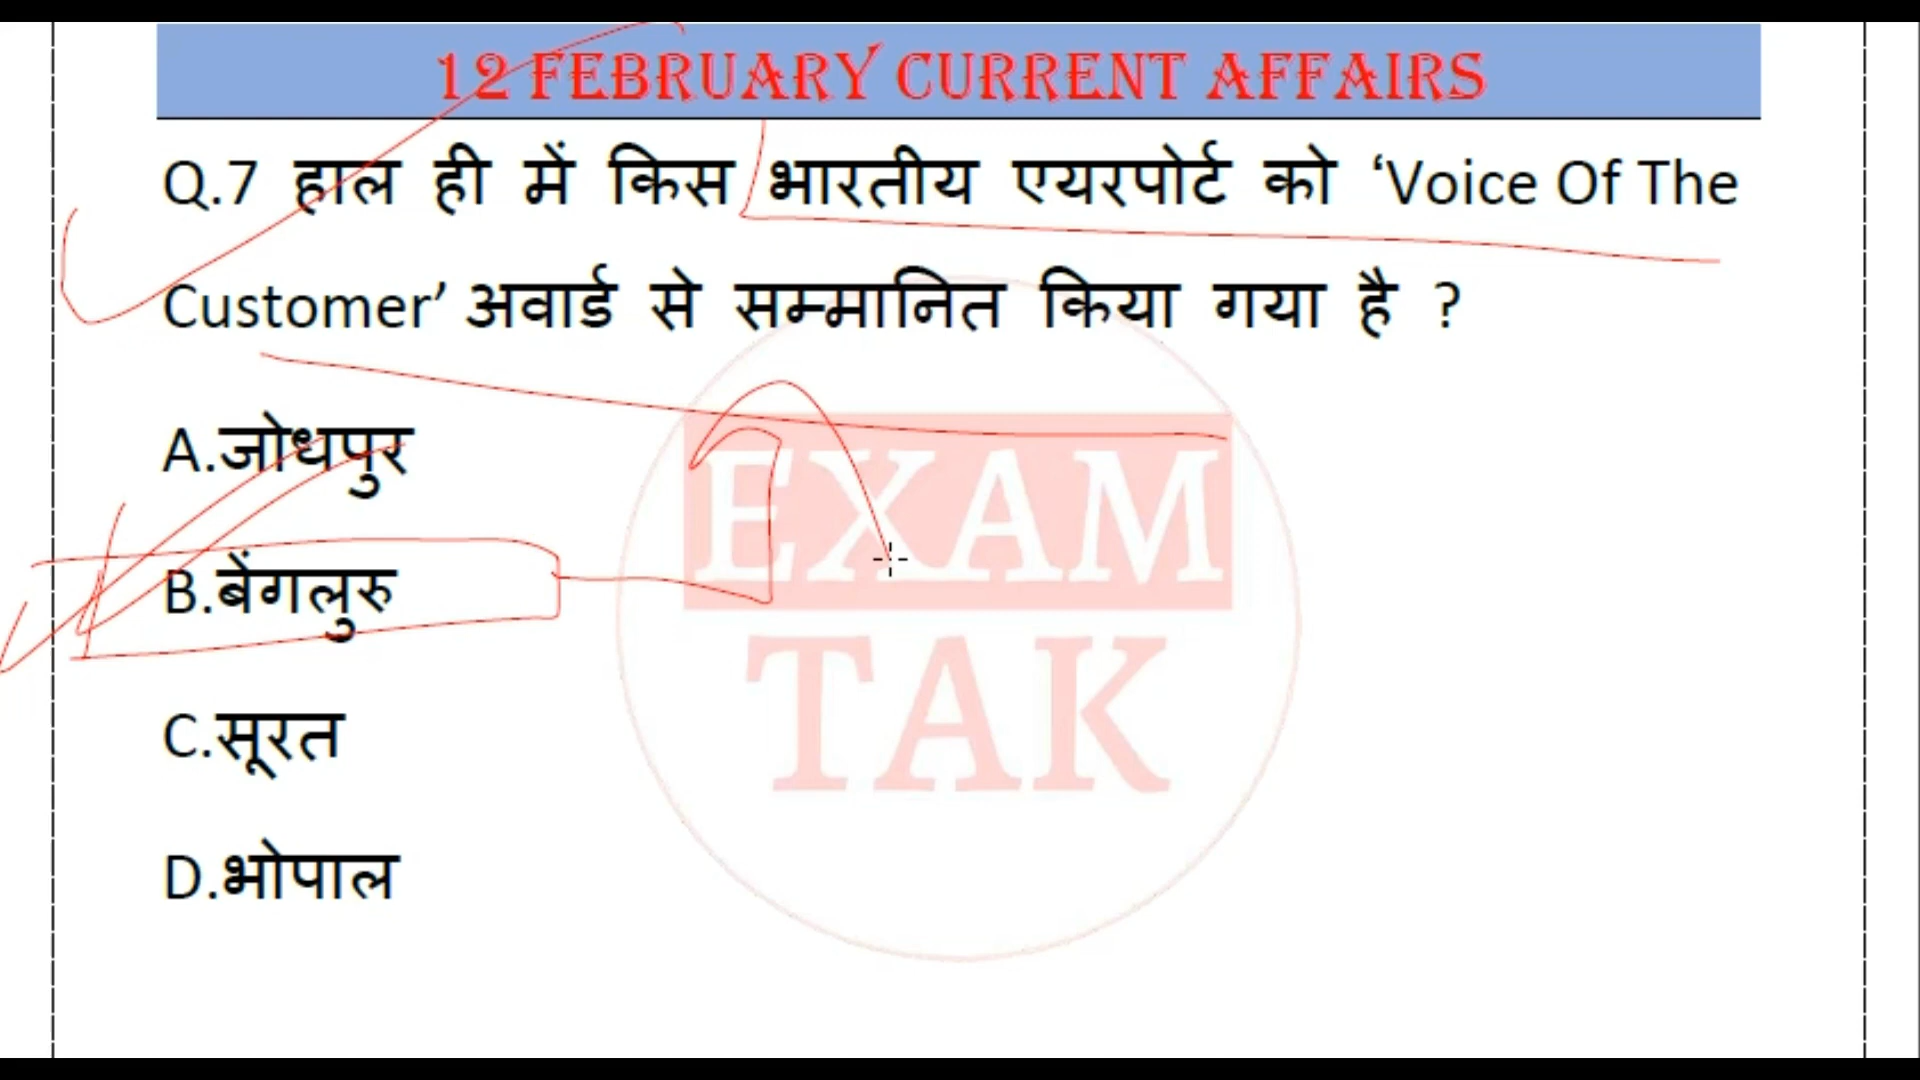 12 FEBRUARY CURRENT AFFAIRS
Q.7 हाल ही में किस भारतीय एयरपोर्ट को ‘Voice Of The
Customer’ अवार्ड से सम्मानित किया गया है ?
A.जोधपुर
B.बेंगलुरु
C.सूरत
D.भोपाल
EXAM
TAK